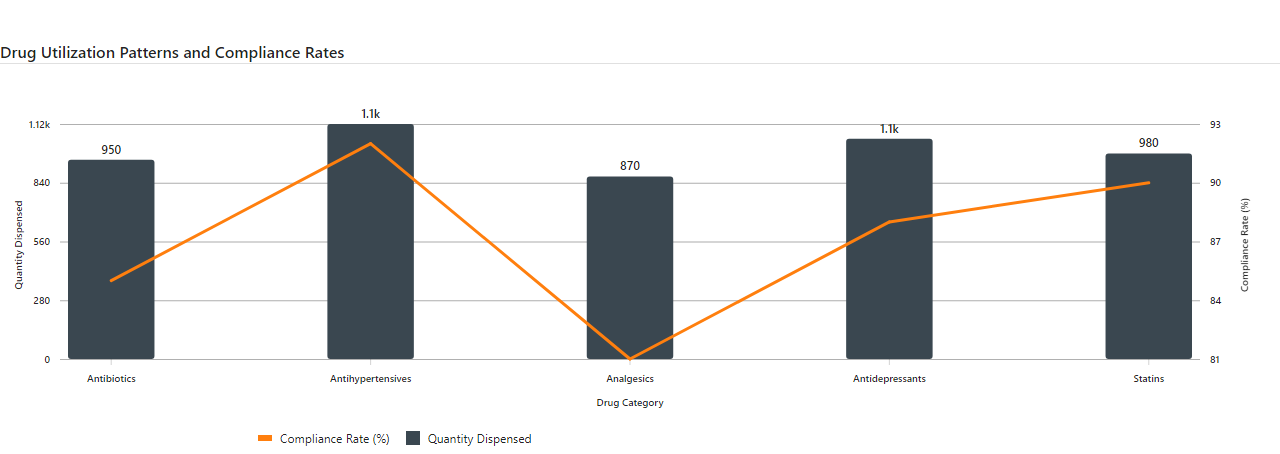 Drug Utilization Patterns and Compliance Rates
1.1k
1.12k 93
1.1k
950 980
870
840 90
560 87
280 84
0 81
Quantity Dispensed
Compliance Rate (%)
Antibiotics Antihypertensives Analgesics Antidepressants Statins
Drug Category
Compliance Rate (%) Quantity Dispensed